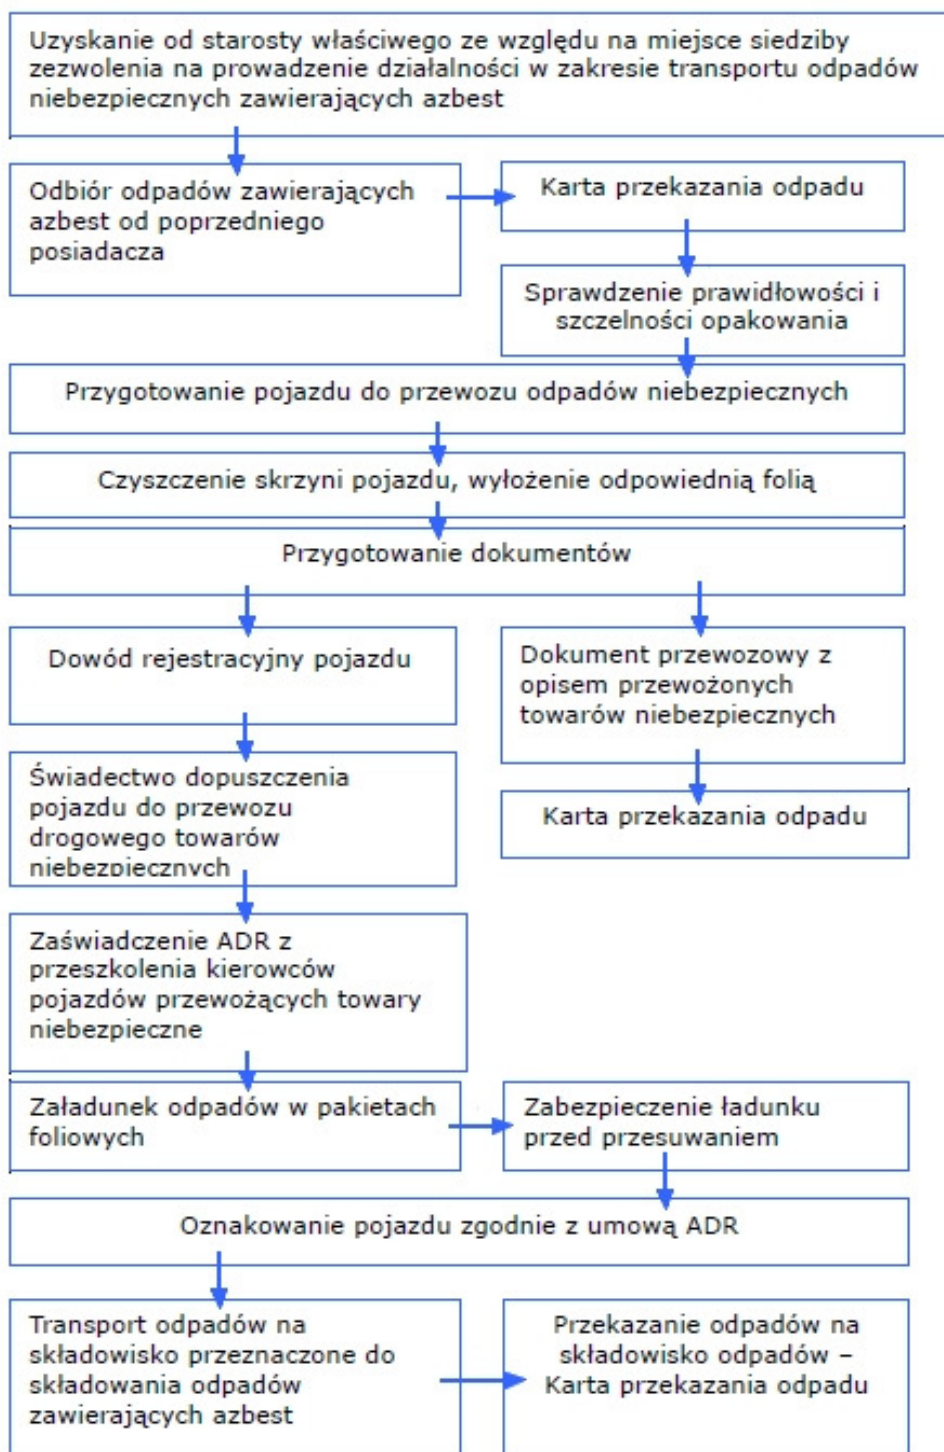 Uzyskanie od starosty właściwego ze względu na miejsce siedziby
zezwolenia na prowadzenie działalności w zakresie transportu odpadów
niebezpiecznych zawierających azbest
Odbiór odpadów zawierających
azbest od poprzedniego
posiadacza
Karta przekazania odpadu
Sprawdzenie prawidłowości i
szczelności opakowania
Przygotowanie pojazdu do przewozu odpadów niebezpiecznych
Czyszczenie skrzyni pojazdu, wyłożenie odpowiednią folią
Przygotowanie dokumentów
Dowód rejestracyjny pojazdu
Dokument przewozowy z
opisem przewożonych
towarów niebezpiecznych
Świadectwo dopuszczenia
pojazdu do przewozu
drogowego towarów
niebezpiecznych
Karta przekazania odpadu
Zaświadczenie ADR z
przeszkolenia kierowców
pojazdów przewożących towary
niebezpieczne
Załadunek odpadów w pakietach
foliowych
Zabezpieczenie ładunku
przed przesuwaniem
Oznakowanie pojazdu zgodnie z umową ADR
Transport odpadów na
składowisko przeznaczone do
składowania odpadów
zawierających azbest
Przekazanie odpadów na
składowisko odpadów –
Karta przekazania odpadu